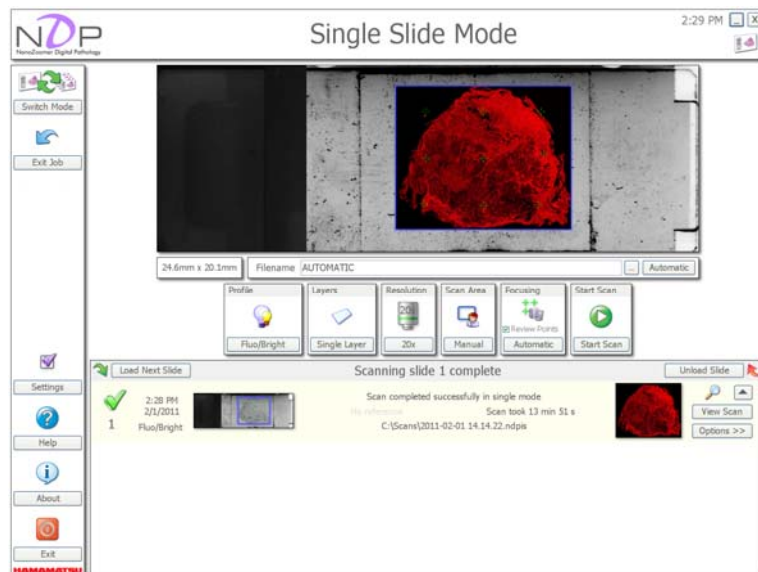 NDP
NanoZoomer Digital Pathology
Single Slide Mode
2:29 PM
Switch Mode
Exit Job
24.6mm x 20.1mm
Filename
AUTOMATIC
...
Automatic
Profile
Layers
Resolution
Scan Area
Focusing
Start Scan
20x
Review Points
Fluo/Bright
Single Layer
20x
Manual
Automatic
Start Scan
Load Next Slide
Scanning slide 1 complete
Unload Slide
1
2:28 PM
2/1/2011
Fluo/Bright
Scan completed successfully in single mode
No reference
Scan took 13 min 51 s
C:\Scans\2011-02-01 14.14.22.ndpis
View Scan
Options >>
Settings
Help
About
Exit
HAMAMATSU